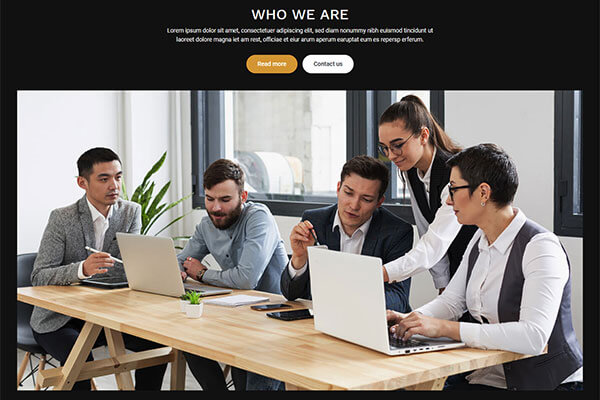 WHO WE ARE
Lorem ipsum dolor sit amet, consectetuer adipiscing elit, sed diam nonummy nibh euismod tincidunt ut
laoreet dolore magna iet am rest, officiae et eiur arum aperum earuptat eum es repersp erferum.
Read more
Contact us